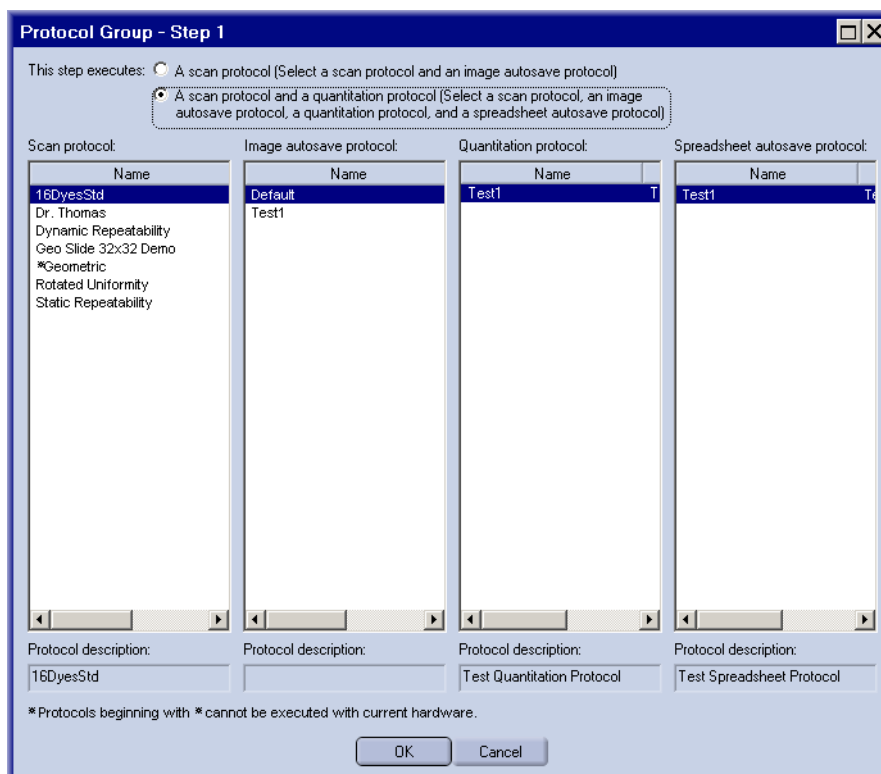 Protocol Group - Step 1
This step executes: A scan protocol (Select a scan protocol and an image autosave protocol)
A scan protocol and a quantitation protocol (Select a scan protocol, an image
autosave protocol, a quantitation protocol, and a spreadsheet autosave protocol)
Scan protocol:
Name
16DyesStd
Dr. Thomas
Dynamic Repeatability
Geo Slide 32x32 Demo
*Geometric
Rotated Uniformity
Static Repeatability
Protocol description:
16DyesStd
Image autosave protocol:
Name
Default
Test1
Protocol description:
Quantitation protocol:
Name
Test1 T
Protocol description:
Test Quantitation Protocol
Spreadsheet autosave protocol:
Name
Test1 Te
Protocol description:
Test Spreadsheet Protocol
*Protocols beginning with * cannot be executed with current hardware.
OK
Cancel